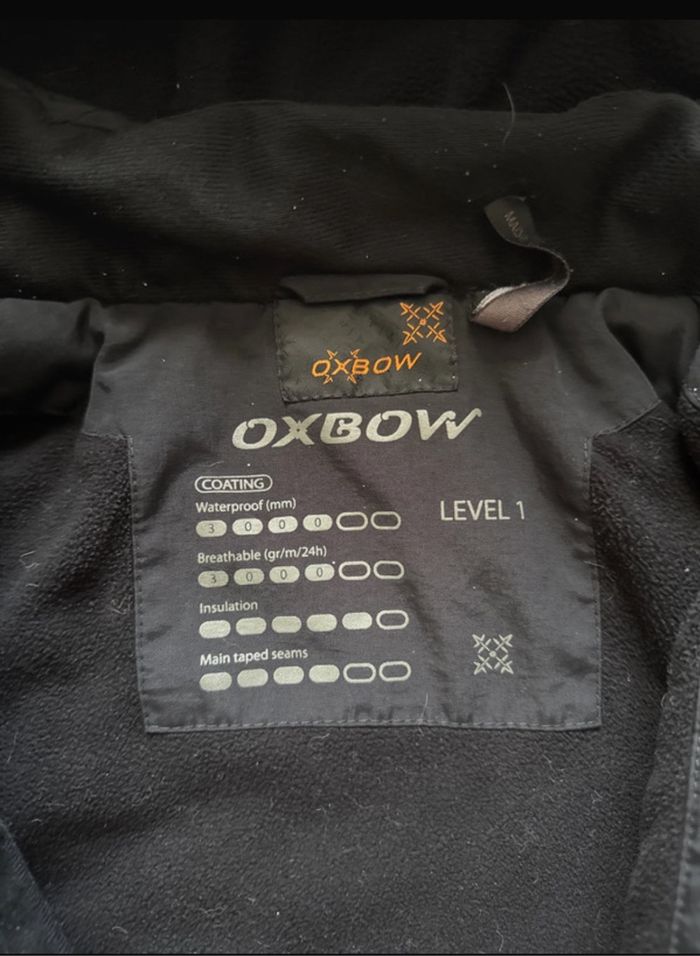 MADE
OXBOW
OXBOW
COATING
Waterproof (mm)
3 0 0 0
LEVEL 1
Breathable (gr/m/24h)
3 0 0 0
Insulation
Main taped seams